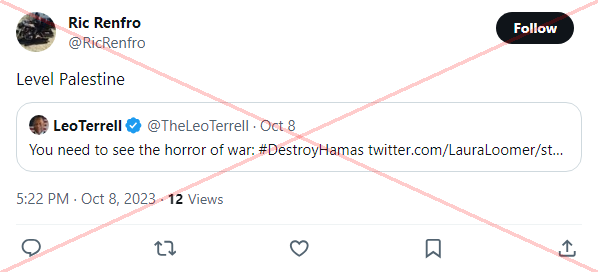 Ric Renfro
@RicRenfro
Follow
Level Palestine
LeoTerrell @TheLeoTerrell · Oct 8
You need to see the horror of war: #DestroyHamas twitter.com/LauraLoomer/st...
5:22 PM · Oct 8, 2023 · 12 Views